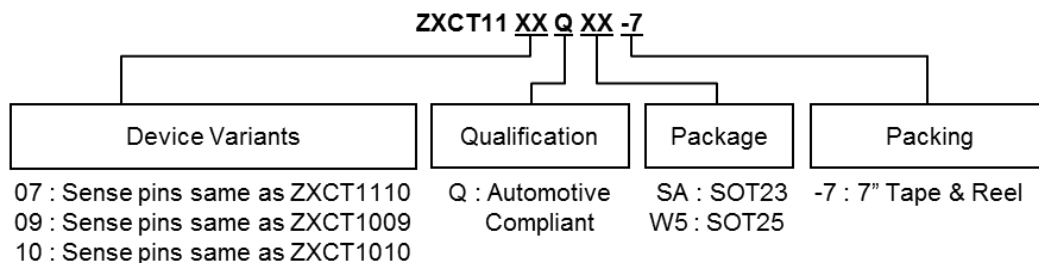 ZXCT11 XX Q XX -7
Device Variants
Qualification
Package
Packing
07 : Sense pins same as ZXCT1110
09 : Sense pins same as ZXCT1009
10 : Sense pins same as ZXCT1010
Q : Automotive
Compliant
SA : SOT23
W5 : SOT25
-7 : 7” Tape & Reel